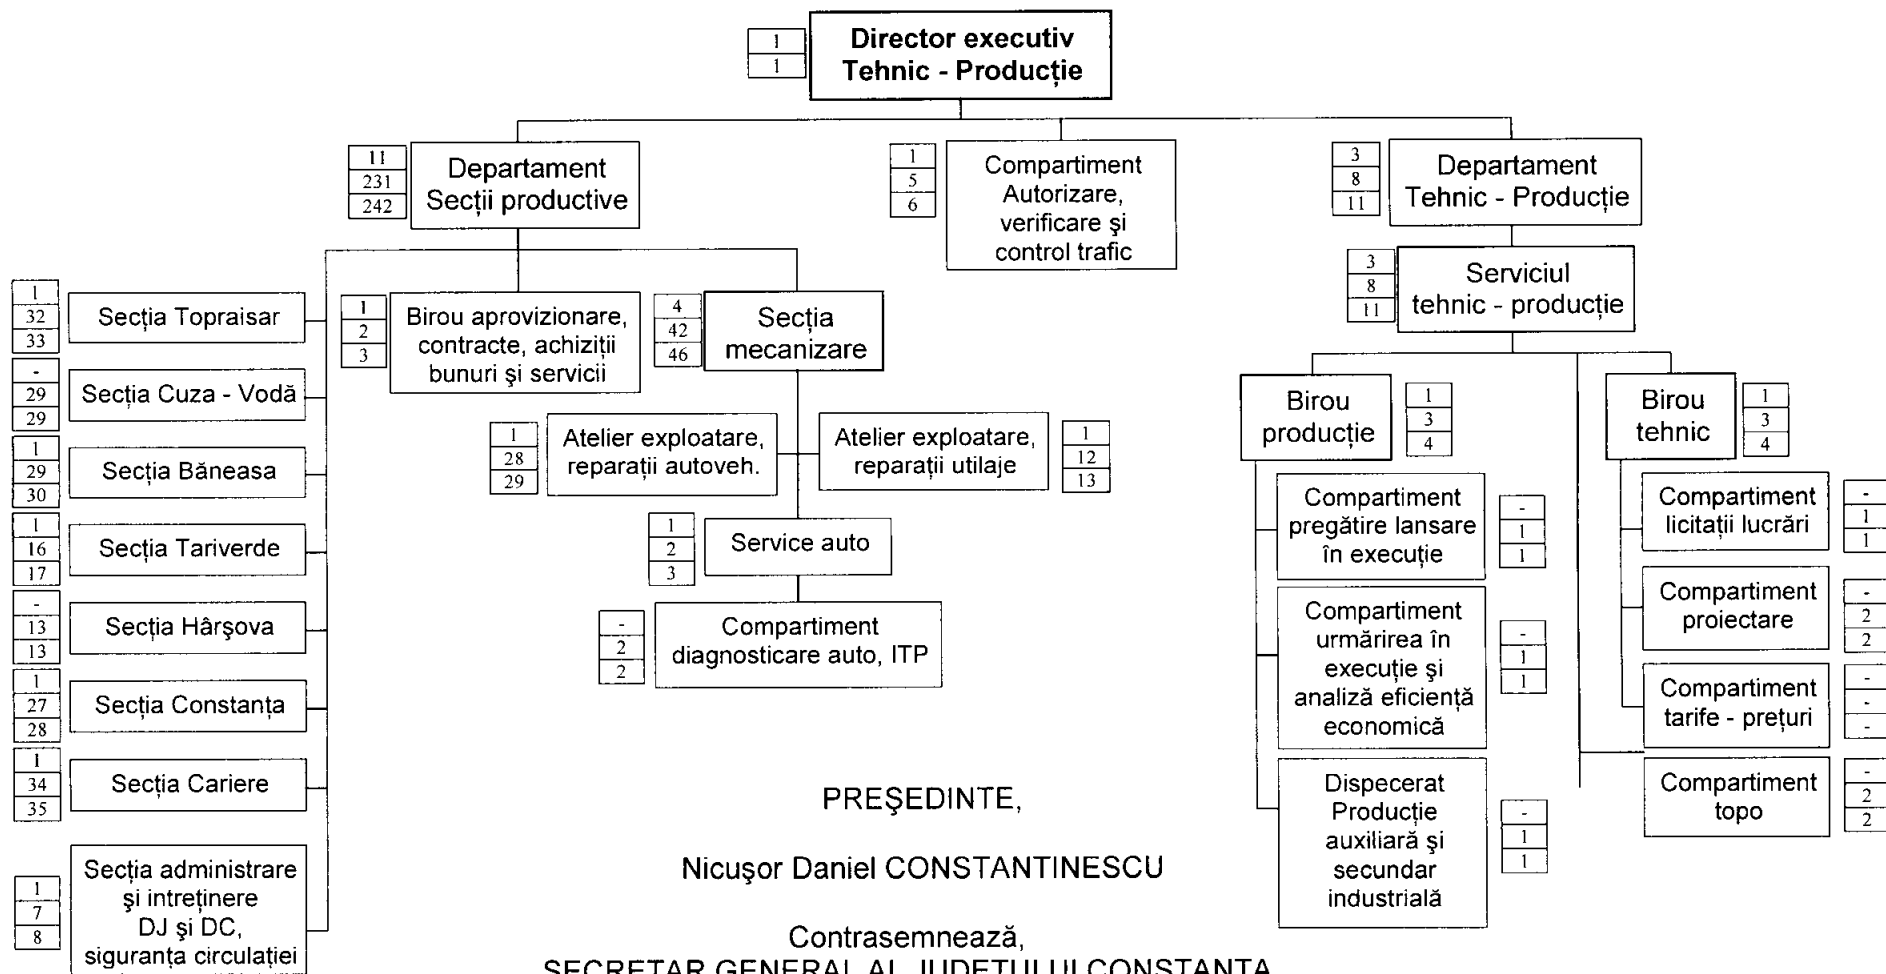 1
1
Director executiv
Tehnic - Producție
11
231
242
Departament
Secții productive
1
5
6
Compartiment
Autorizare,
verificare şi
control trafic
3
8
11
Departament
Tehnic - Producție
3
8
11
Serviciul
tehnic - producție
1
32
33
Secția Topraisar
-
29
29
Secția Cuza - Vodă
1
29
30
Secția Băneasa
1
16
17
Secția Tariverde
-
13
13
Secția Hârşova
1
27
28
Secția Constanța
1
34
35
Secția Cariere
1
7
8
Secția administrare
şi intreținere
DJ şi DC,
siguranța circulației
1
2
3
Birou aprovizionare,
contracte, achiziții
bunuri şi servicii
4
42
46
Secția
mecanizare
1
28
29
Atelier exploatare,
reparații autoveh.
Atelier exploatare,
reparații utilaje
1
12
13
1
2
3
Service auto
-
2
2
Compartiment
diagnosticare auto, ITP
Birou
producție
1
3
4
Compartiment
pregătire lansare
în execuție
-
1
1
Compartiment
urmărirea în
execuție şi
analiză eficiență
economică
-
1
1
Dispecerat
Producție
auxiliară şi
secundar
industrială
-
1
1
Birou
tehnic
1
3
4
Compartiment
licitații lucrări
-
1
1
Compartiment
proiectare
-
2
2
Compartiment
tarife - prețuri
-
-
-
Compartiment
topo
-
2
2
PREŞEDINTE,
Nicuşor Daniel CONSTANTINESCU
Contrasemnează,
SECRETAR GENERAL AL JUDEȚULUI CONSTANȚA